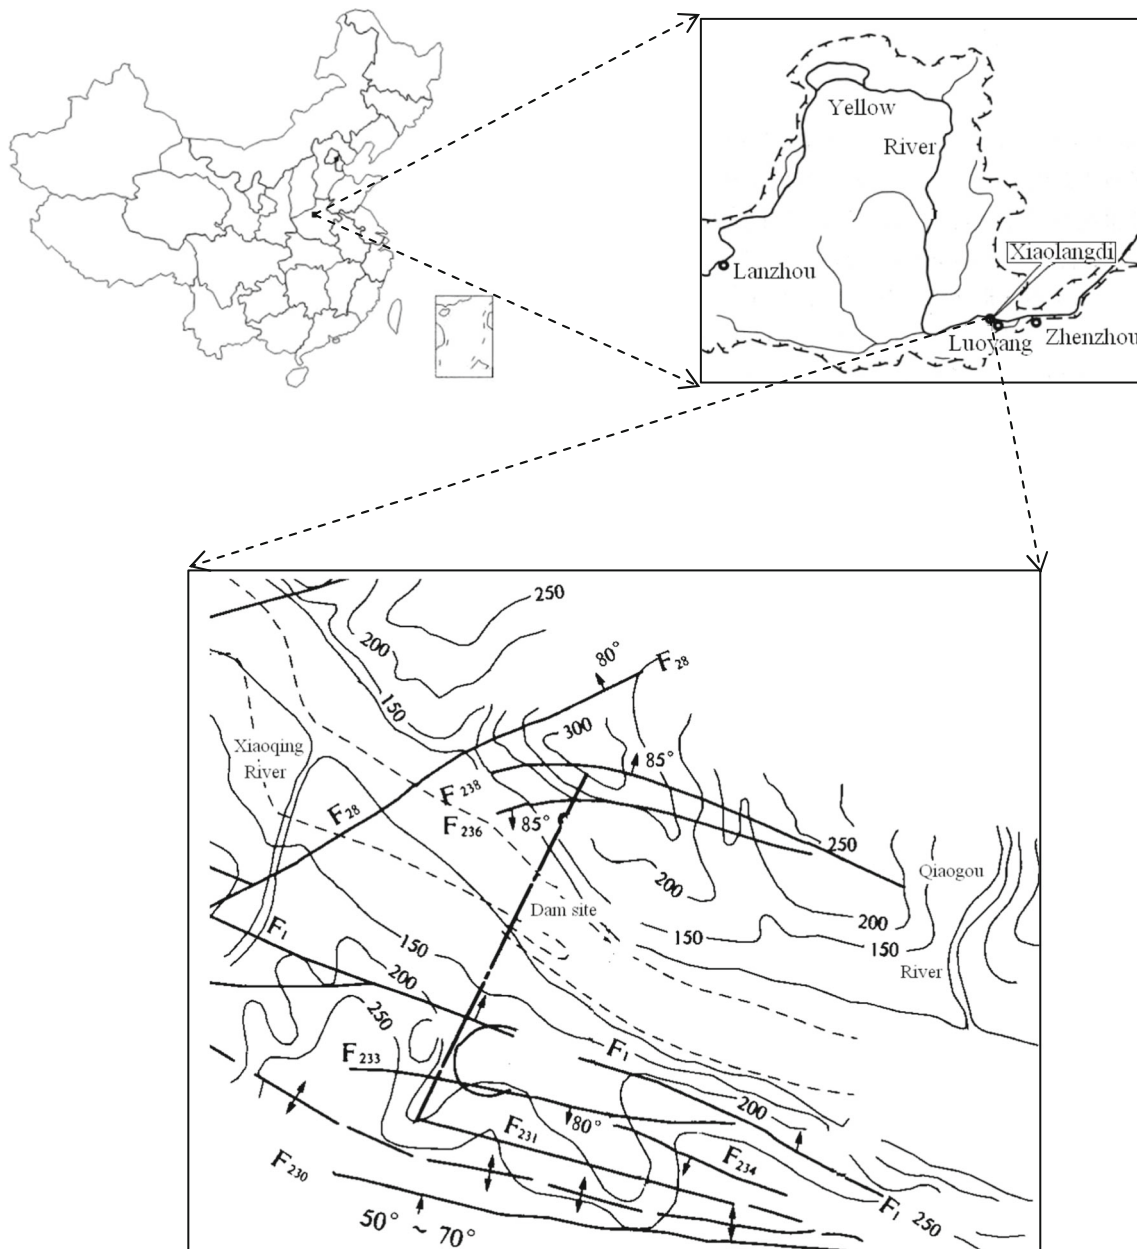 Yellow
River
Xiaolangdi
Lanzhou
Luoyang
Zhenzhou
250
200
80°
F28
150
300
Xiaoqing
River
85°
F238
F28
F236
85°
250
200
Qiaogou
Dam site
200
F1
150
150
150
River
200
250
F1
F233
200
80°
F231
F234
F230
F1
250
50° ~ 70°